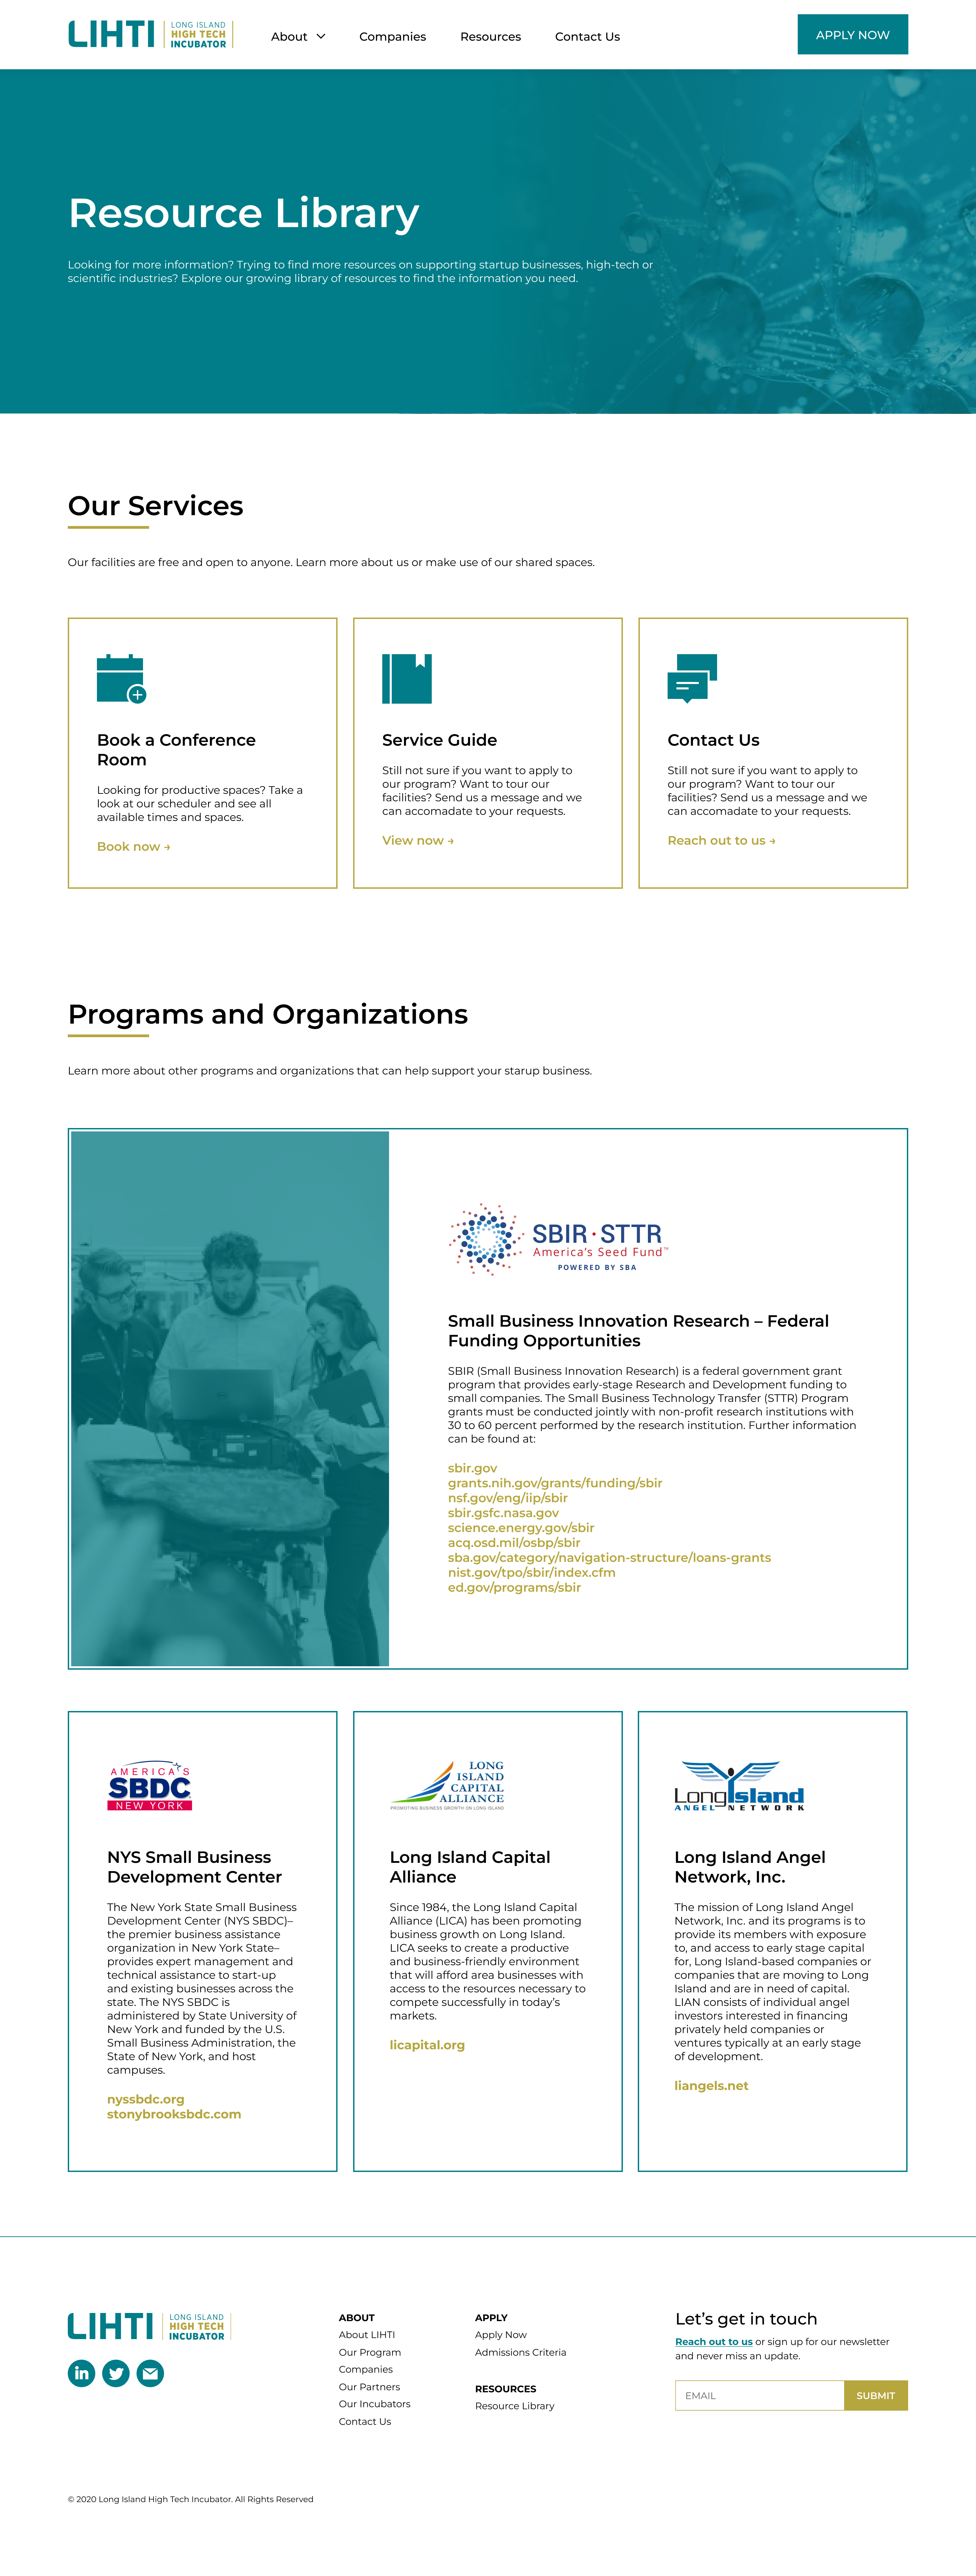 LIHTI
LONG ISLAND
HIGH TECH
INCUBATOR
About
Companies
Resources
Contact Us
APPLY NOW
Resource Library
Looking for more information? Trying to find more resources on supporting startup businesses, high-tech or
scientific industries? Explore our growing library of resources to find the information you need.
Our Services
Our facilities are free and open to anyone. Learn more about us or make use of our shared spaces.
Book a Conference
Room
Looking for productive spaces? Take a
look at our scheduler and see all
available times and spaces.
Book now →
Service Guide
Still not sure if you want to apply to
our program? Want to tour our
facilities? Send us a message and we
can accomadate to your requests.
View now →
Contact Us
Still not sure if you want to apply to
our program? Want to tour our
facilities? Send us a message and we
can accomadate to your requests.
Reach out to us →
Programs and Organizations
Learn more about other programs and organizations that can help support your starup business.
SBIR · STTR
America's Seed Fund™
POWERED BY SBA
Small Business Innovation Research – Federal
Funding Opportunities
SBIR (Small Business Innovation Research) is a federal government grant
program that provides early-stage Research and Development funding to
small companies. The Small Business Technology Transfer (STTR) Program
grants must be conducted jointly with non-profit research institutions with
30 to 60 percent performed by the research institution. Further information
can be found at:
sbir.gov
grants.nih.gov/grants/funding/sbir
nsf.gov/eng/iip/sbir
sbir.gsfc.nasa.gov
science.energy.gov/sbir
acq.osd.mil/osbp/sbir
sba.gov/category/navigation-structure/loans-grants
nist.gov/tpo/sbir/index.cfm
ed.gov/programs/sbir
AMERICA'S
SBDC
NEW YORK
NYS Small Business
Development Center
The New York State Small Business
Development Center (NYS SBDC)–
the premier business assistance
organization in New York State–
provides expert management and
technical assistance to start-up
and existing businesses across the
state. The NYS SBDC is
administered by State University of
New York and funded by the U.S.
Small Business Administration, the
State of New York, and host
campuses.
nyssbdc.org
stonybrooksbdc.com
LONG
ISLAND
CAPITAL
ALLIANCE
PROMOTING BUSINESS GROWTH ON LONG ISLAND
Long Island Capital
Alliance
Since 1984, the Long Island Capital
Alliance (LICA) has been promoting
business growth on Long Island.
LICA seeks to create a productive
and business-friendly environment
that will afford area businesses with
access to the resources necessary to
compete successfully in today's
markets.
licapital.org
LongIsland
ANGEL NETWORK
Long Island Angel
Network, Inc.
The mission of Long Island Angel
Network, Inc. and its programs is to
provide its members with exposure
to, and access to early stage capital
for, Long Island-based companies or
companies that are moving to Long
Island and are in need of capital.
LIAN consists of individual angel
investors interested in financing
privately held companies or
ventures typically at an early stage
of development.
liangels.net
LIHTI
LONG ISLAND
HIGH TECH
INCUBATOR
in
ABOUT
About LIHTI
Our Program
Companies
Our Partners
Our Incubators
Contact Us
APPLY
Apply Now
Admissions Criteria
RESOURCES
Resource Library
Let's get in touch
Reach out to us or sign up for our newsletter
and never miss an update.
EMAIL
SUBMIT
© 2020 Long Island High Tech Incubator. All Rights Reserved